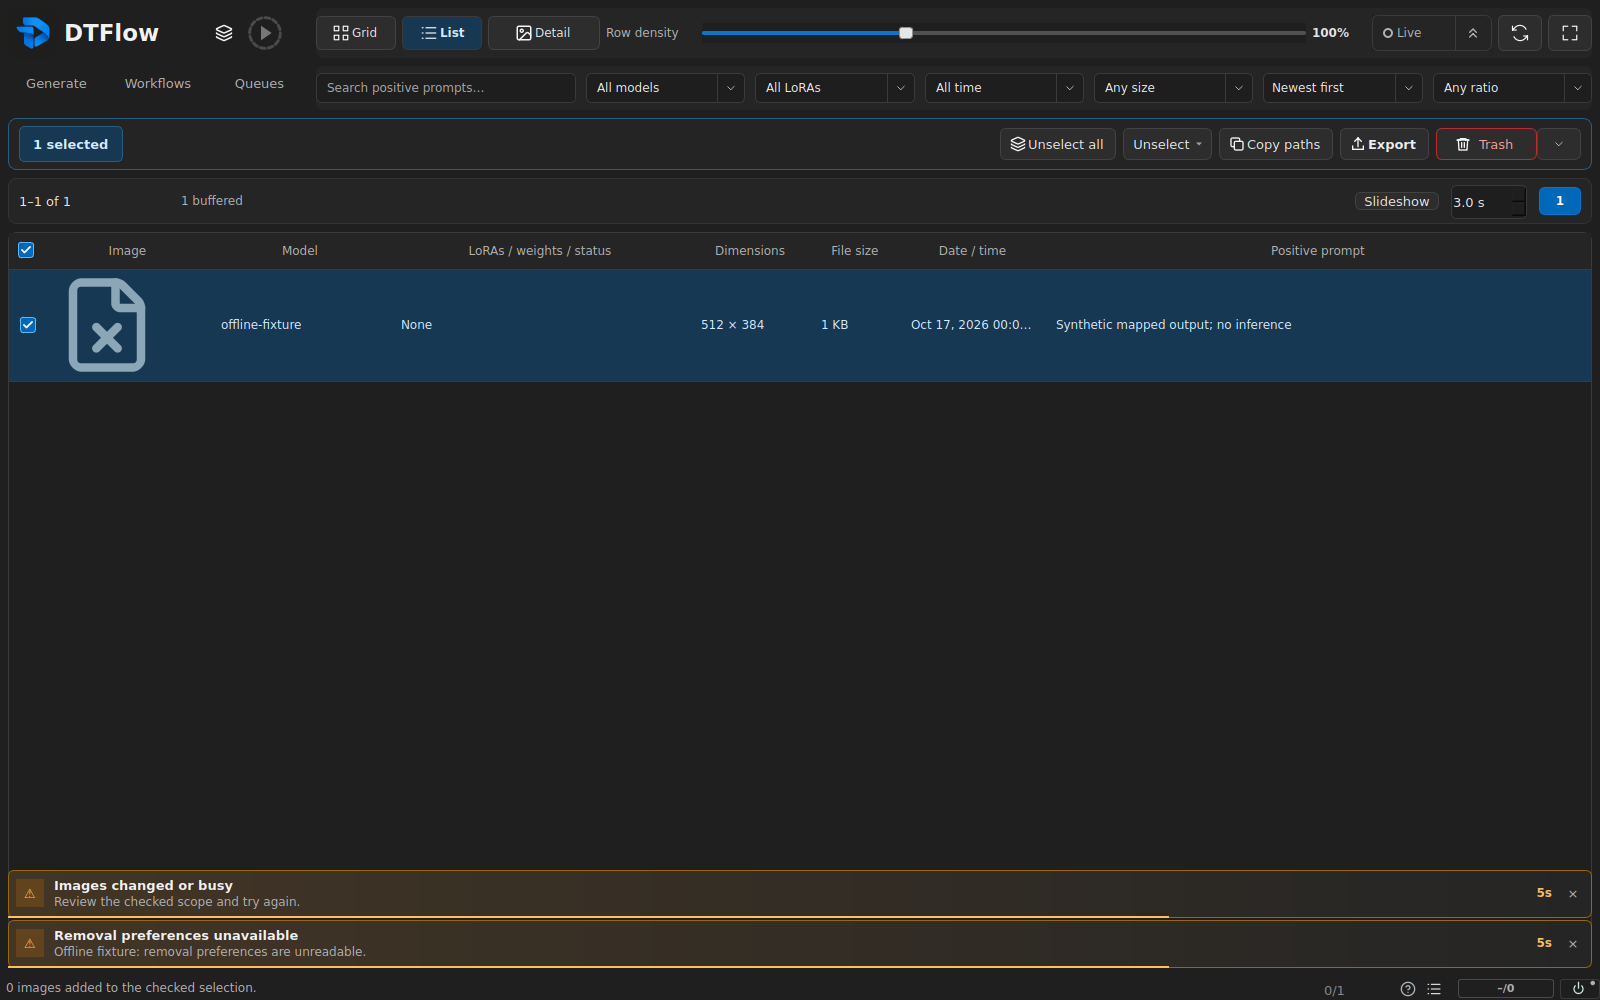 DTFlow
Grid
List
Detail
Row density
100%
Live
Generate
Workflows
Queues
Search positive prompts...
All models
All LoRAs
All time
Any size
Newest first
Any ratio
1 selected
Unselect all
Unselect
Copy paths
Export
Trash
1–1 of 1
1 buffered
Slideshow
3.0 s
1
Image
Model
LoRAs / weights / status
Dimensions
File size
Date / time
Positive prompt
offline-fixture
None
512 × 384
1 KB
Oct 17, 2026 00:0...
Synthetic mapped output; no inference
Images changed or busy
Review the checked scope and try again.
5s
Removal preferences unavailable
Offline fixture: removal preferences are unreadable.
5s
0 images added to the checked selection.
0/1
–/0